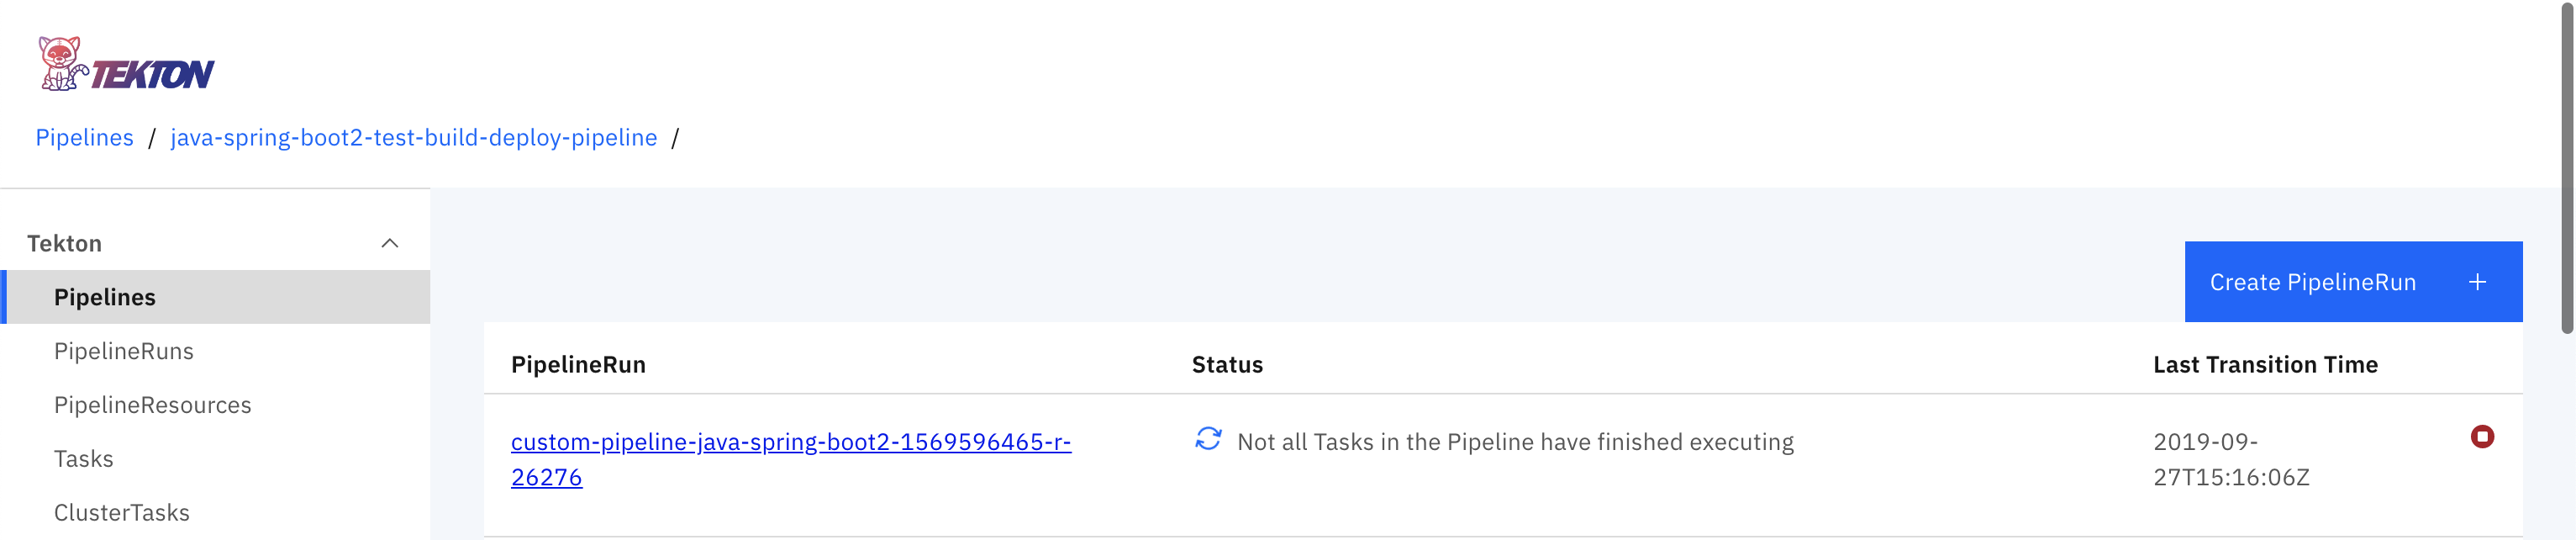 TEKTON
Pipelines / java-spring-boot2-test-build-deploy-pipeline /
Tekton
Pipelines
PipelineRuns
PipelineResources
Tasks
ClusterTasks
Create PipelineRun +
PipelineRun Status Last Transition Time
custom-pipeline-java-spring-boot2-1569596465-r-
26276
Not all Tasks in the Pipeline have finished executing
2019-09-
27T15:16:06Z